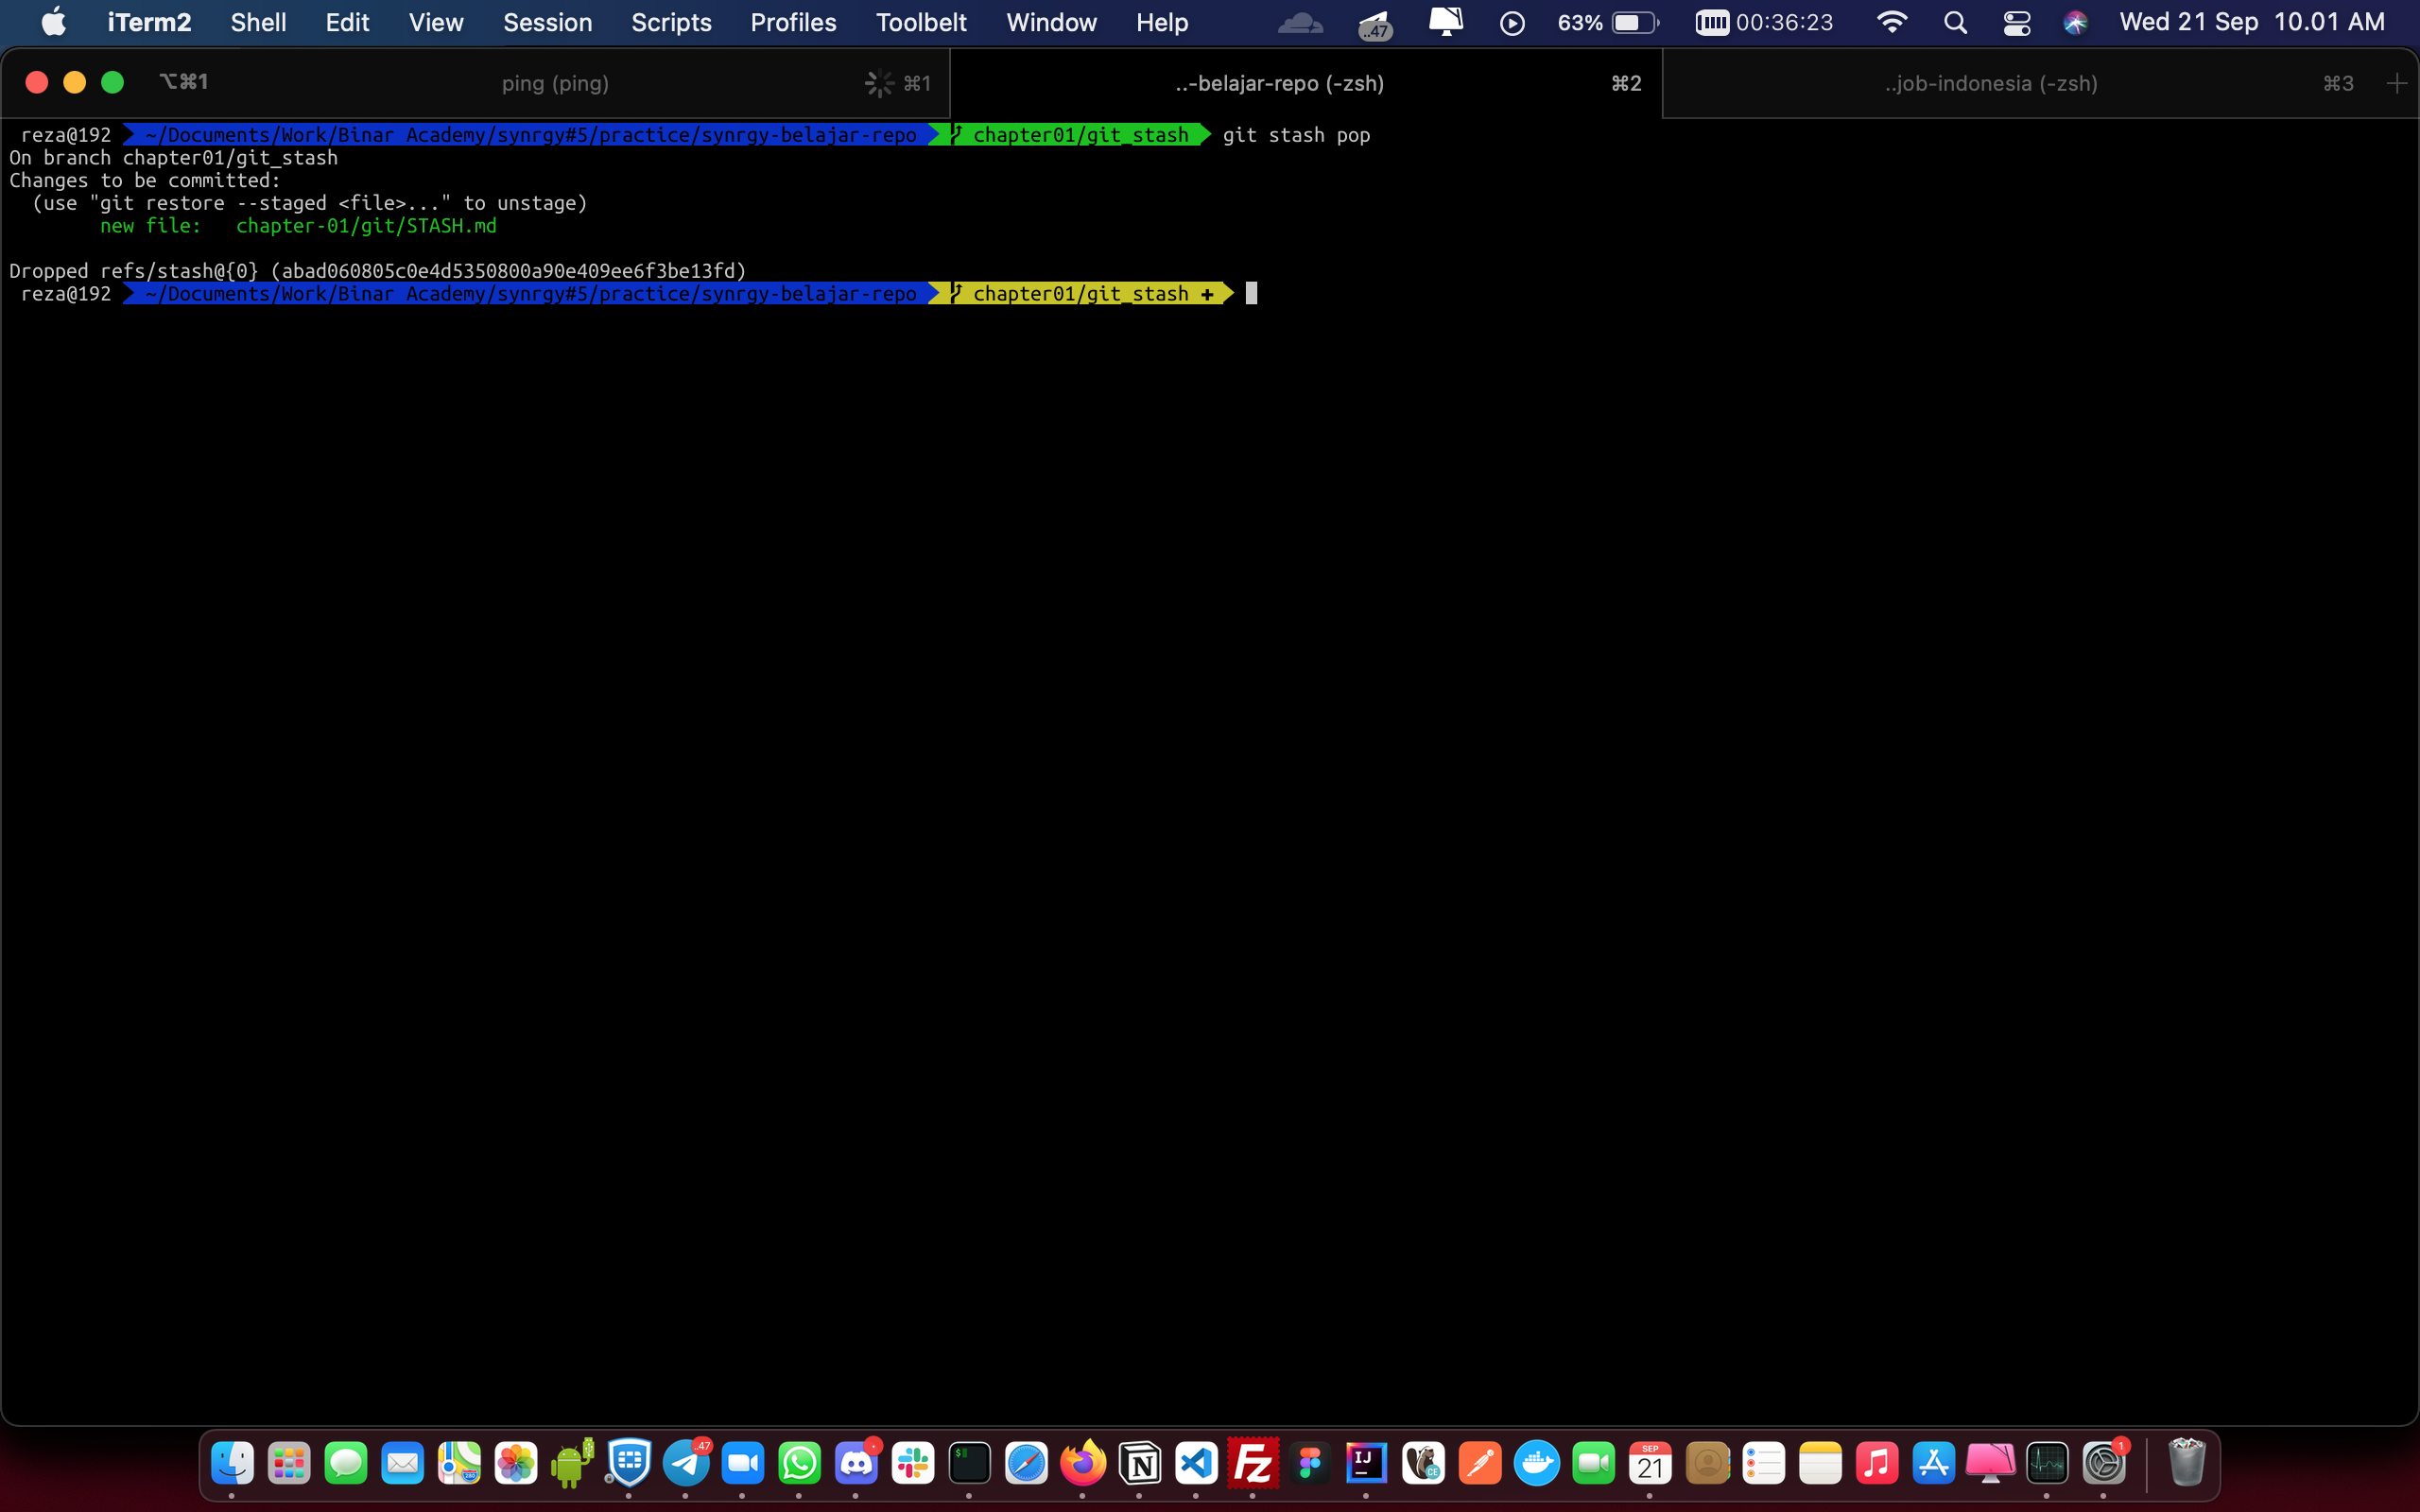 iTerm2 Shell Edit View Session Scripts Profiles Toolbelt Window Help ..47 63% 00:36:23 Wed 21 Sep 10.01 AM
⌥⌘1 ping (ping) ⌘1 ..-belajar-repo (-zsh) ⌘2 ..job-indonesia (-zsh) ⌘3
reza@192 ~/Documents/Work/Binar Academy/synrgy#5/practice/synrgy-belajar-repo chapter01/git_stash git stash pop
On branch chapter01/git_stash
Changes to be committed:
(use "git restore --staged <file>..." to unstage)
new file: chapter-01/git/STASH.md
Dropped refs/stash@{0} (abad060805c0e4d5350800a90e409ee6f3be13fd)
reza@192 ~/Documents/Work/Binar Academy/synrgy#5/practice/synrgy-belajar-repo chapter01/git_stash +
280 ..47 $ N Fz IJ CE SEP 21 1